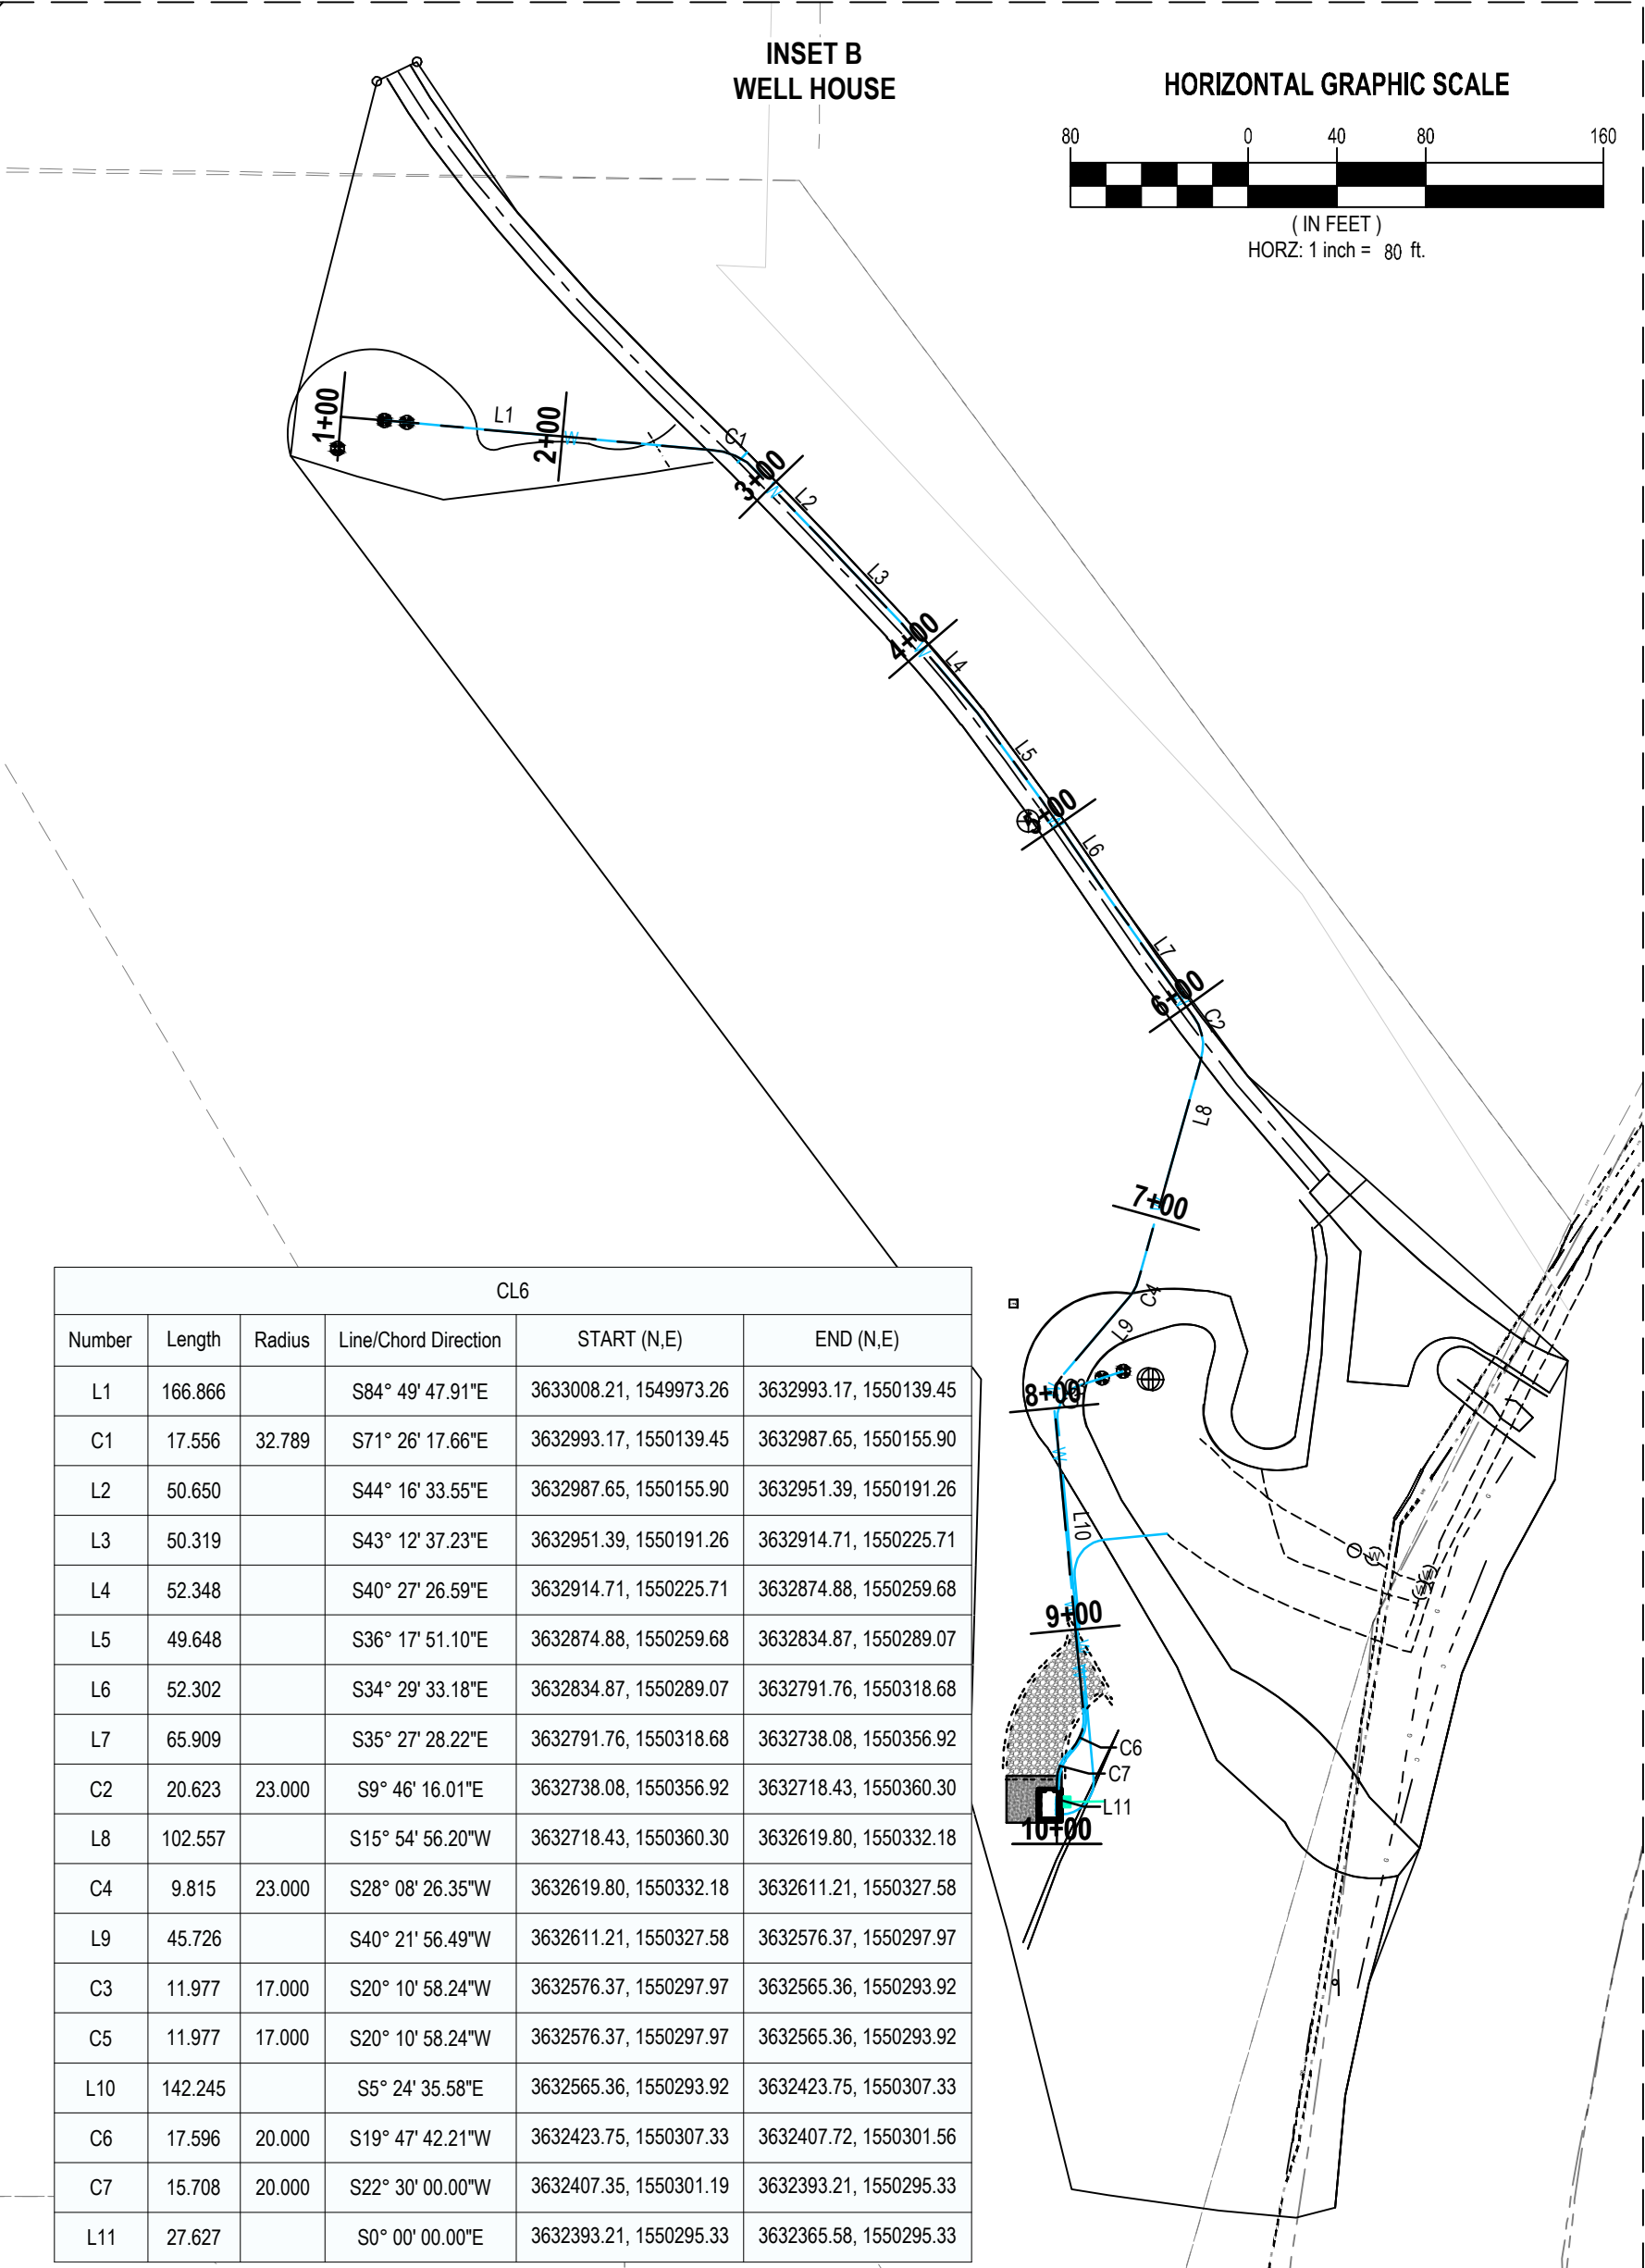 INSET B
WELL HOUSE
HORIZONTAL GRAPHIC SCALE
80 0 40 80 160
( IN FEET )
HORZ: 1 inch = 80 ft.
1+00
L1
2+00
W
C1
3+00
W
L2
L3
4+00
W
L4
L5
5+00
L6
L7
6+00
C2
L8
7+00
C4
L9
8+00
W
L10
9+00
C6
C7
L11
10+00
CL6
Number Length Radius Line/Chord Direction START (N,E) END (N,E)
L1 166.866 S84° 49' 47.91"E 3633008.21, 1549973.26 3632993.17, 1550139.45
C1 17.556 32.789 S71° 26' 17.66"E 3632993.17, 1550139.45 3632987.65, 1550155.90
L2 50.650 S44° 16' 33.55"E 3632987.65, 1550155.90 3632951.39, 1550191.26
L3 50.319 S43° 12' 37.23"E 3632951.39, 1550191.26 3632914.71, 1550225.71
L4 52.348 S40° 27' 26.59"E 3632914.71, 1550225.71 3632874.88, 1550259.68
L5 49.648 S36° 17' 51.10"E 3632874.88, 1550259.68 3632834.87, 1550289.07
L6 52.302 S34° 29' 33.18"E 3632834.87, 1550289.07 3632791.76, 1550318.68
L7 65.909 S35° 27' 28.22"E 3632791.76, 1550318.68 3632738.08, 1550356.92
C2 20.623 23.000 S9° 46' 16.01"E 3632738.08, 1550356.92 3632718.43, 1550360.30
L8 102.557 S15° 54' 56.20"W 3632718.43, 1550360.30 3632619.80, 1550332.18
C4 9.815 23.000 S28° 08' 26.35"W 3632619.80, 1550332.18 3632611.21, 1550327.58
L9 45.726 S40° 21' 56.49"W 3632611.21, 1550327.58 3632576.37, 1550297.97
C3 11.977 17.000 S20° 10' 58.24"W 3632576.37, 1550297.97 3632565.36, 1550293.92
C5 11.977 17.000 S20° 10' 58.24"W 3632576.37, 1550297.97 3632565.36, 1550293.92
L10 142.245 S5° 24' 35.58"E 3632565.36, 1550293.92 3632423.75, 1550307.33
C6 17.596 20.000 S19° 47' 42.21"W 3632423.75, 1550307.33 3632407.72, 1550301.56
C7 15.708 20.000 S22° 30' 00.00"W 3632407.35, 1550301.19 3632393.21, 1550295.33
L11 27.627 S0° 00' 00.00"E 3632393.21, 1550295.33 3632365.58, 1550295.33